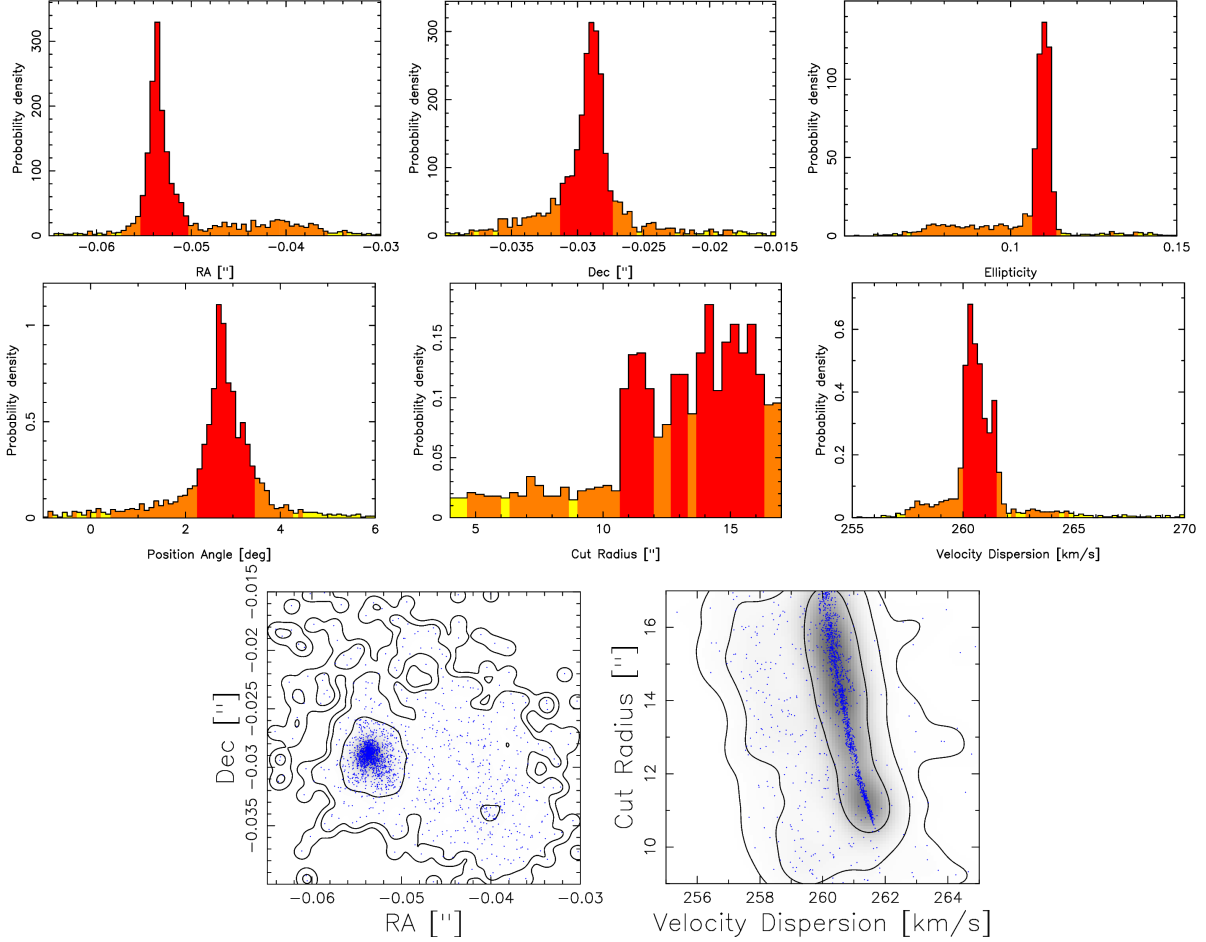 Probability density
0 100 200 300
−0.06 −0.05 −0.04 −0.03
RA ["]
Probability density
0 100 200 300
−0.035 −0.03 −0.025 −0.02 −0.015
Dec ["]
Probability density
0 50 100
0.1 0.15
Ellipticity
Probability density
0 0.5 1
0 2 4 6
Position Angle [deg]
Probability density
0 0.05 0.1 0.15
5 10 15
Cut Radius ["]
Probability density
0 0.2 0.4 0.6
255 260 265 270
Velocity Dispersion [km/s]
Dec ["]
−0.035 −0.03 −0.025 −0.02 −0.015
−0.06 −0.05 −0.04 −0.03
RA ["]
Cut Radius ["]
10 12 14 16
256 258 260 262 264
Velocity Dispersion [km/s]